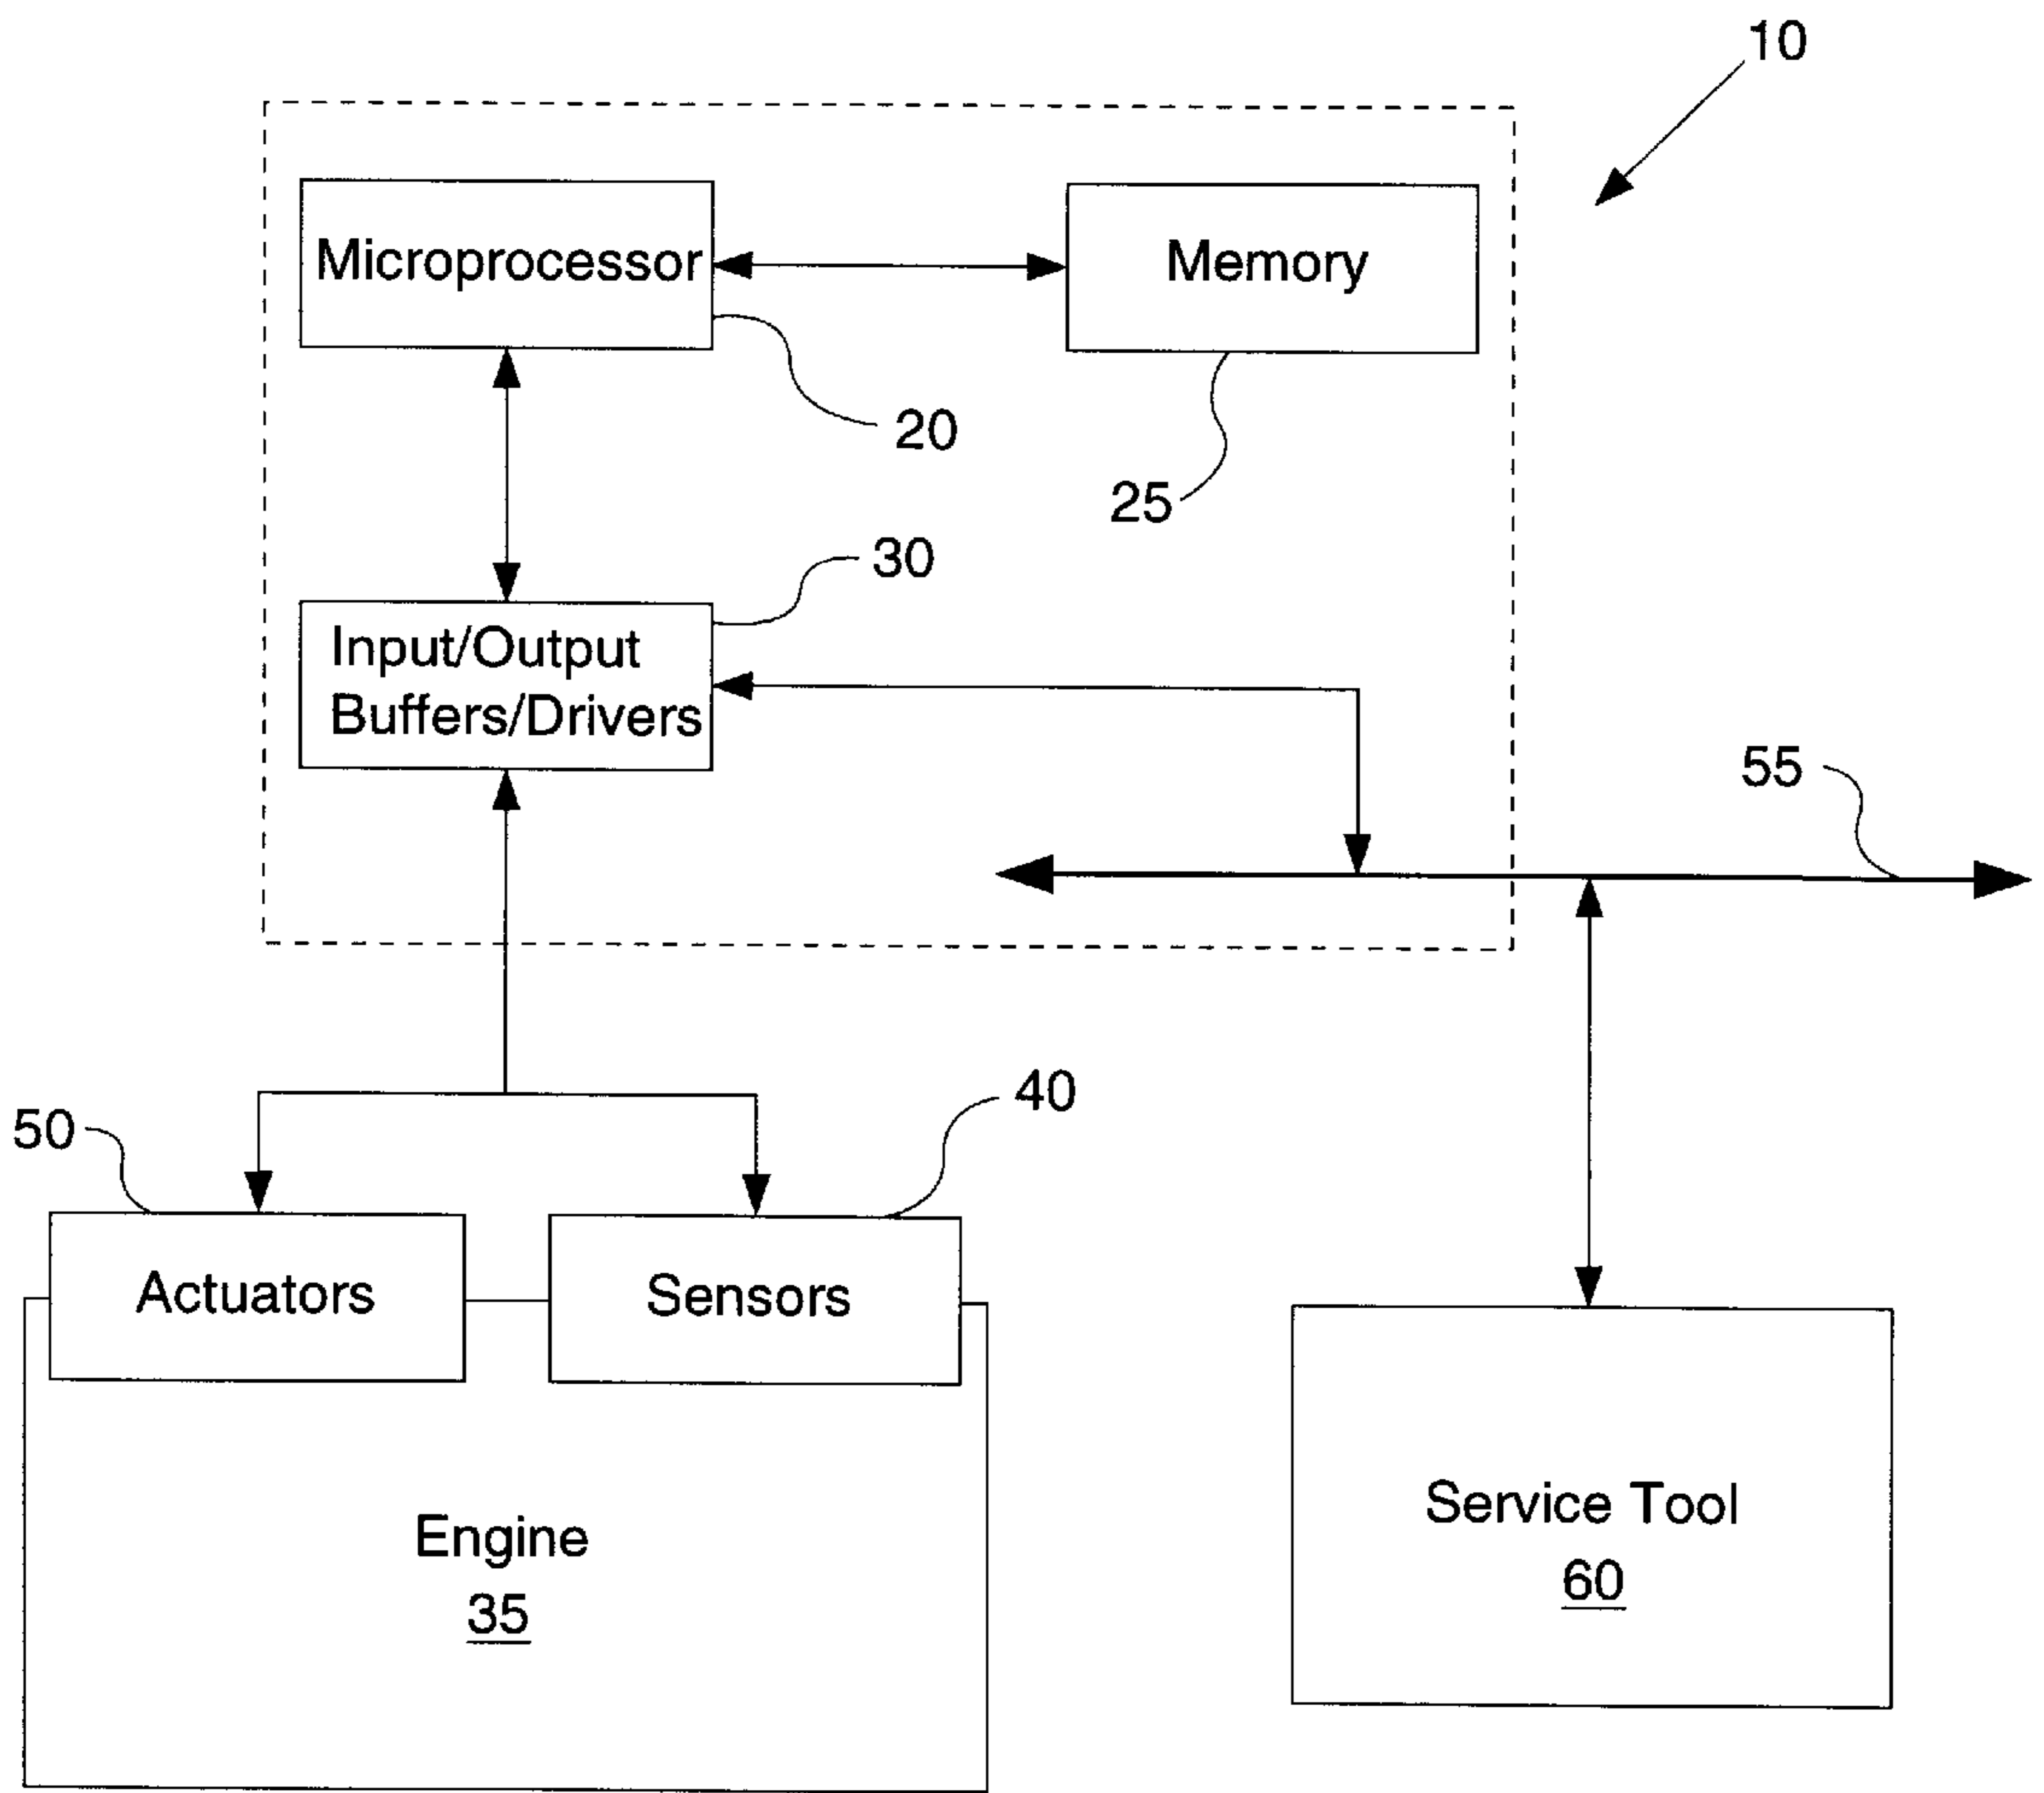 10
Microprocessor
Memory
20
25
30
Input/Output
Buffers/Drivers
55
40
50
Actuators
Sensors
Service Tool
60
Engine
35